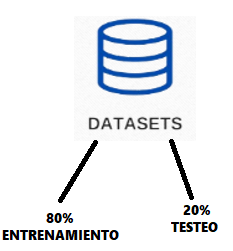 DATASETS
80%
ENTRENAMIENTO
20%
TESTEO